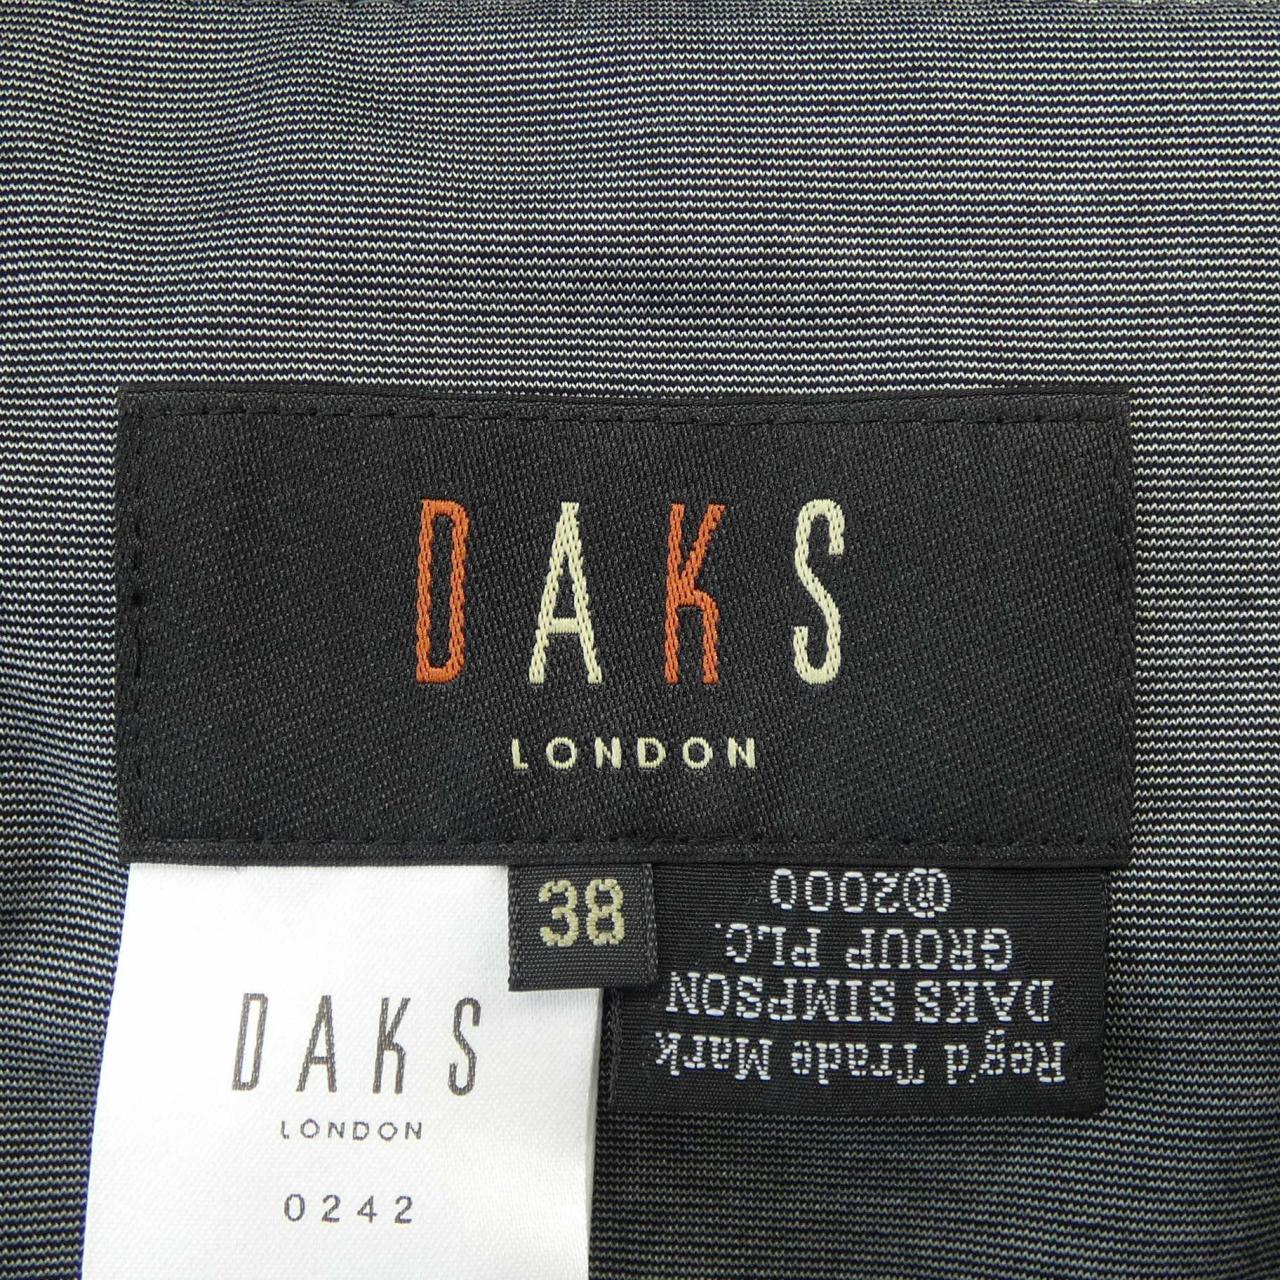 DAKS
LONDON
38
@2000
GROUP PLC.
DAKS SIMPSON
Reg'd Trade Mark
DAKS
LONDON
0242